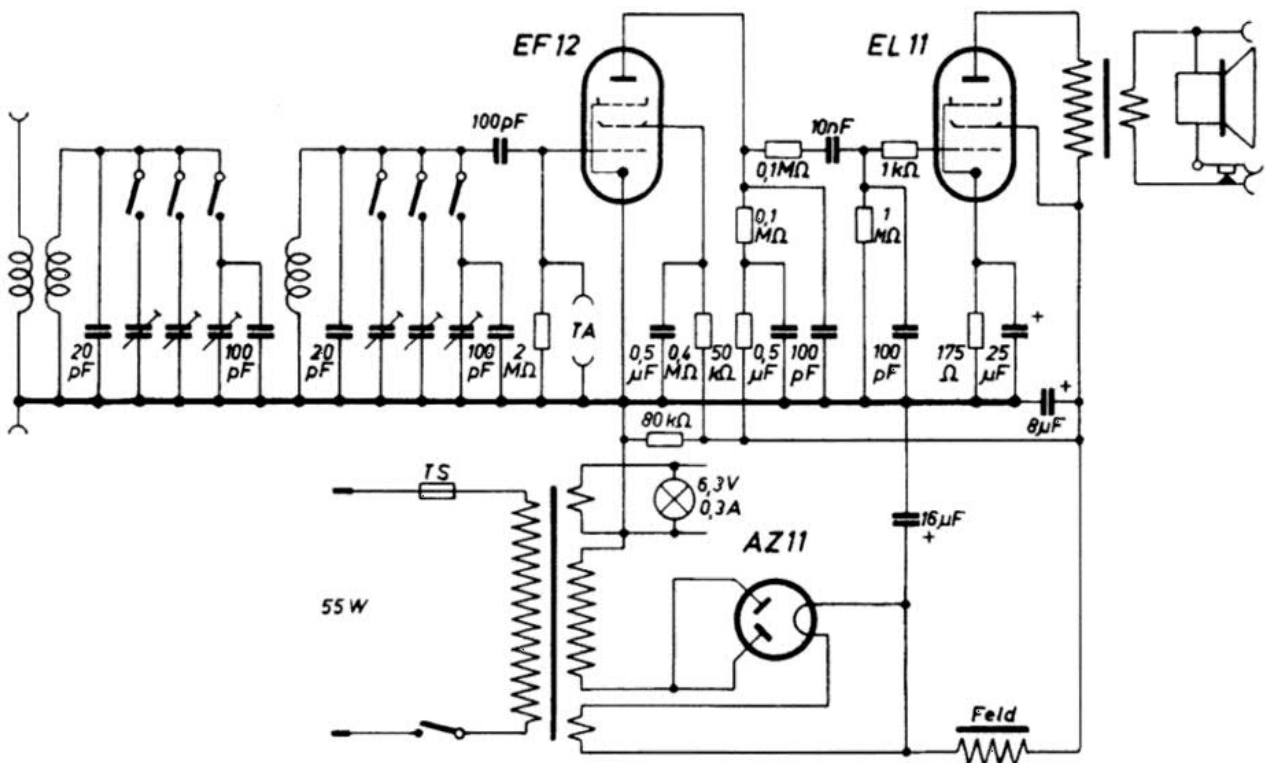 EF 12
EL 11
100pF
10nF
0,1MΩ
1kΩ
0,1
MΩ
1
MΩ
20
pF
100
pF
20
pF
100
pF
2
MΩ
TA
0,5
µF
0,4
MΩ
50
kΩ
0,5
µF
100
pF
100
pF
175
Ω
25
µF
+
+
8µF
80kΩ
TS
6,3V
0,3A
16µF
+
AZ11
55W
Feld